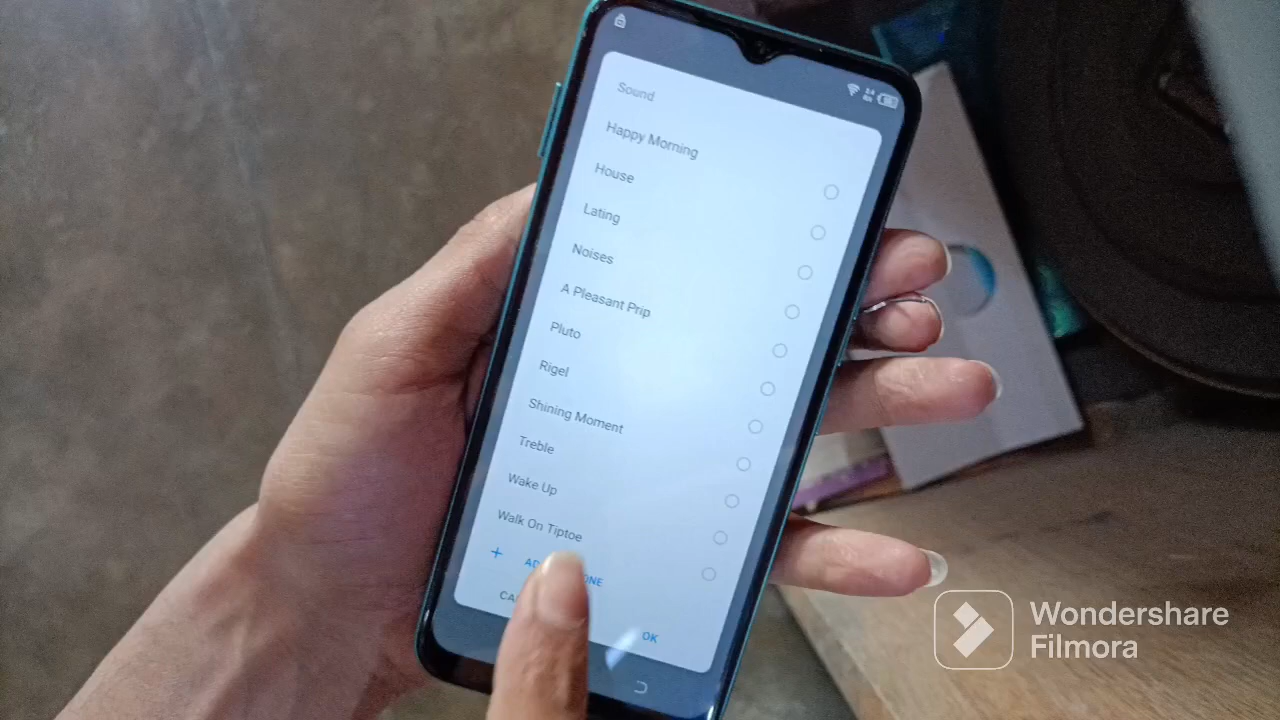 Sound
Happy Morning
House
Lating
Noises
A Pleasant Prip
Pluto
Rigel
Shining Moment
Treble
Wake Up
Walk On Tiptoe
+
OK
Wondershare
Filmora